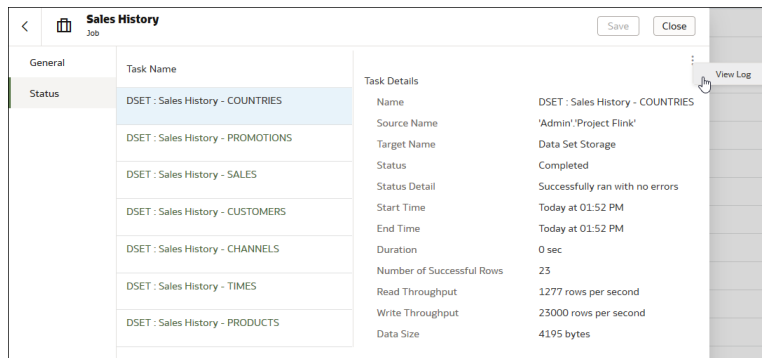 Sales History
Job
Save
Close
General
Status
Task Name
DSET : Sales History - COUNTRIES
DSET : Sales History - PROMOTIONS
DSET : Sales History - SALES
DSET : Sales History - CUSTOMERS
DSET : Sales History - CHANNELS
DSET : Sales History - TIMES
DSET : Sales History - PRODUCTS
View Log
Task Details
Name DSET : Sales History - COUNTRIES
Source Name 'Admin'.'Project Flink'
Target Name Data Set Storage
Status Completed
Status Detail Successfully ran with no errors
Start Time Today at 01:52 PM
End Time Today at 01:52 PM
Duration 0 sec
Number of Successful Rows 23
Read Throughput 1277 rows per second
Write Throughput 23000 rows per second
Data Size 4195 bytes